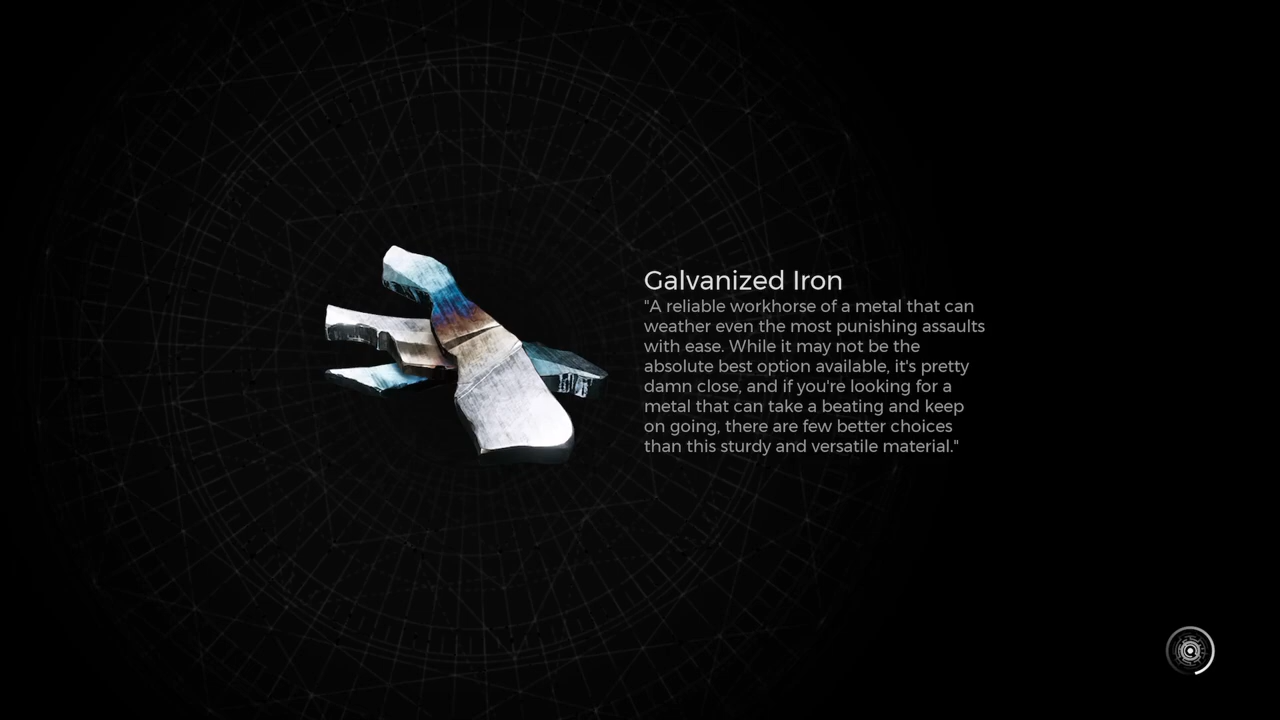 Galvanized Iron
"A reliable workhorse of a metal that can
weather even the most punishing assaults
with ease. While it may not be the
absolute best option available, it's pretty
damn close, and if you're looking for a
metal that can take a beating and keep
on going, there are few better choices
than this sturdy and versatile material."